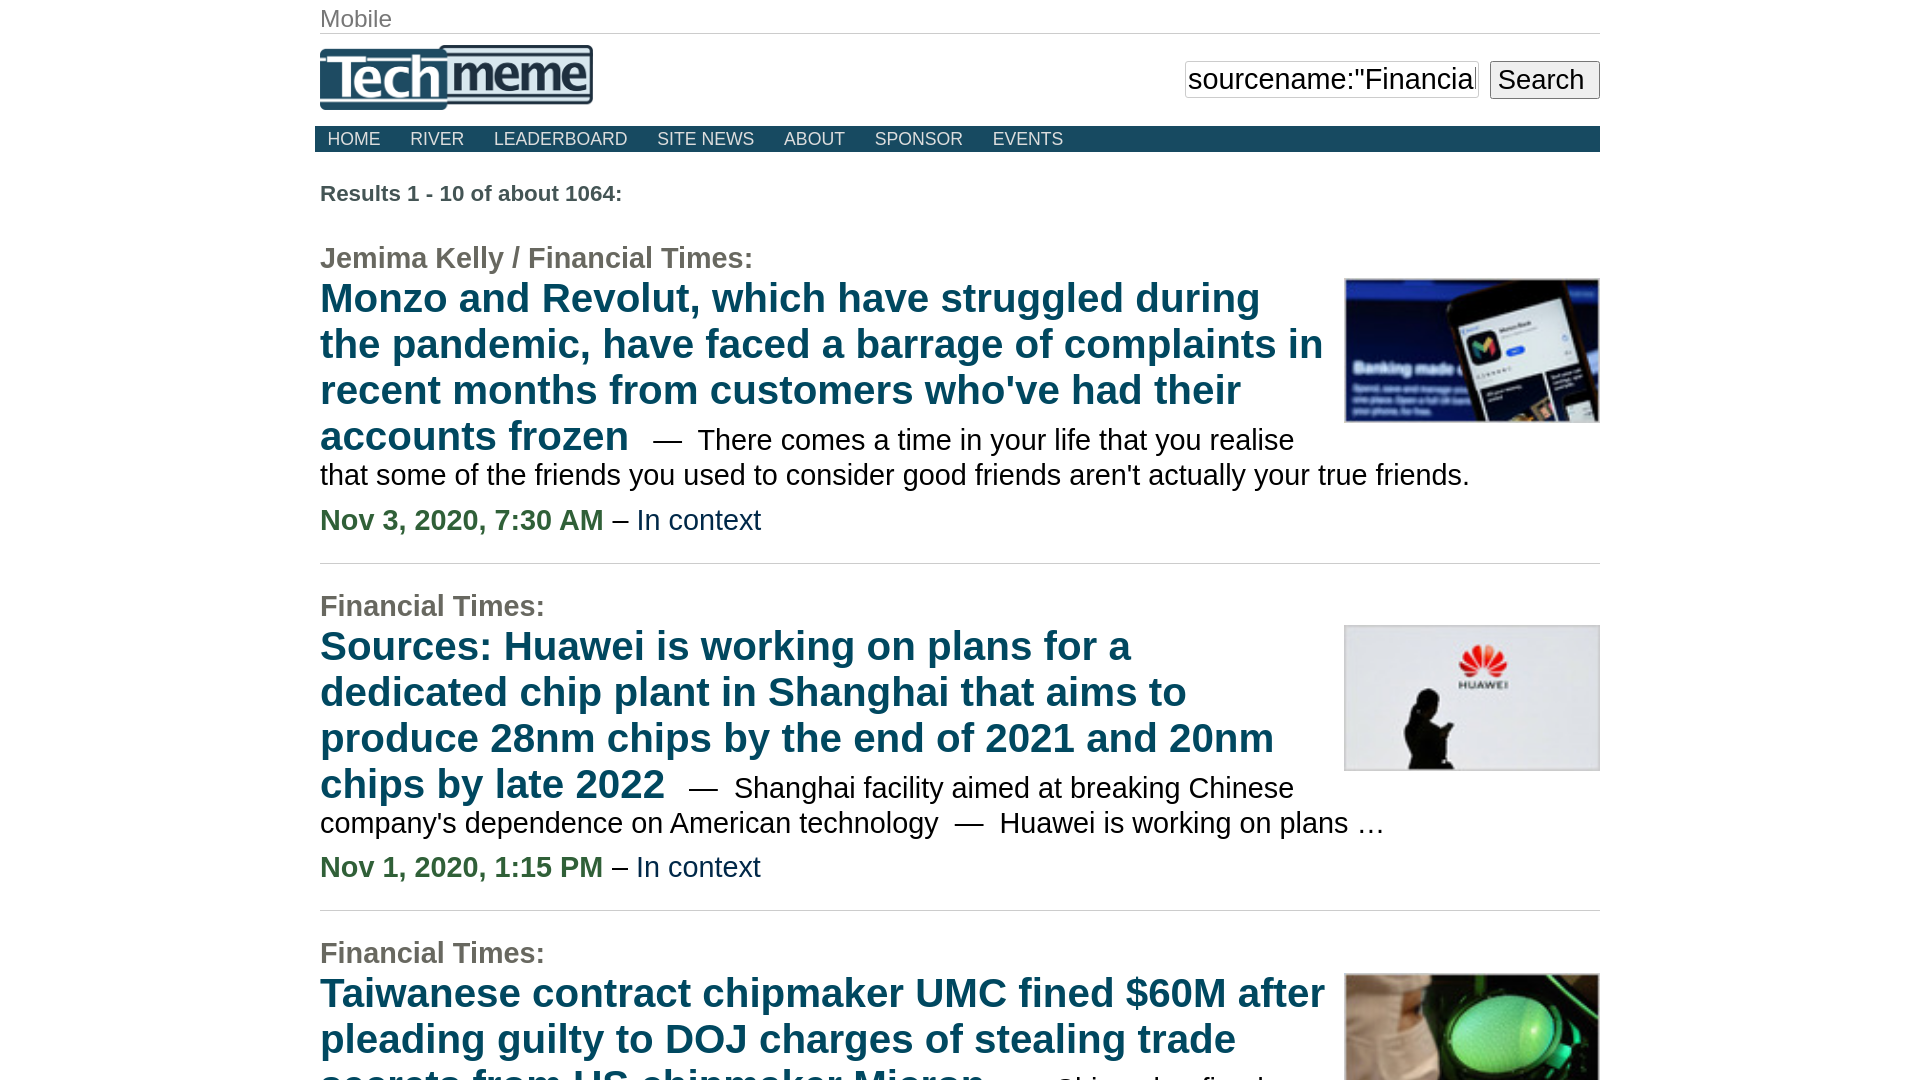 Mobile
Techmeme
sourcename:"Financial
Search
HOME RIVER LEADERBOARD SITE NEWS ABOUT SPONSOR EVENTS
Results 1 - 10 of about 1064:
Jemima Kelly / Financial Times:
Monzo and Revolut, which have struggled during
the pandemic, have faced a barrage of complaints in
recent months from customers who've had their
accounts frozen — There comes a time in your life that you realise
that some of the friends you used to consider good friends aren't actually your true friends.
Nov 3, 2020, 7:30 AM – In context
Banking made
Financial Times:
Sources: Huawei is working on plans for a
dedicated chip plant in Shanghai that aims to
produce 28nm chips by the end of 2021 and 20nm
chips by late 2022 — Shanghai facility aimed at breaking Chinese
company's dependence on American technology — Huawei is working on plans …
Nov 1, 2020, 1:15 PM – In context
HUAWEI
Financial Times:
Taiwanese contract chipmaker UMC fined $60M after
pleading guilty to DOJ charges of stealing trade
secrets from US chipmaker Micron